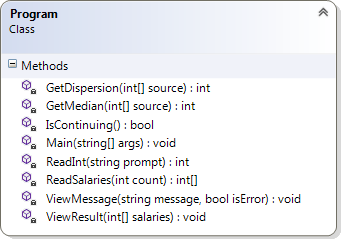 Program
Class
Methods
GetDispersion(int[] source) : int
GetMedian(int[] source) : int
IsContinuing() : bool
Main(string[] args) : void
ReadInt(string prompt) : int
ReadSalaries(int count) : int[]
ViewMessage(string message, bool isError) : void
ViewResult(int[] salaries) : void